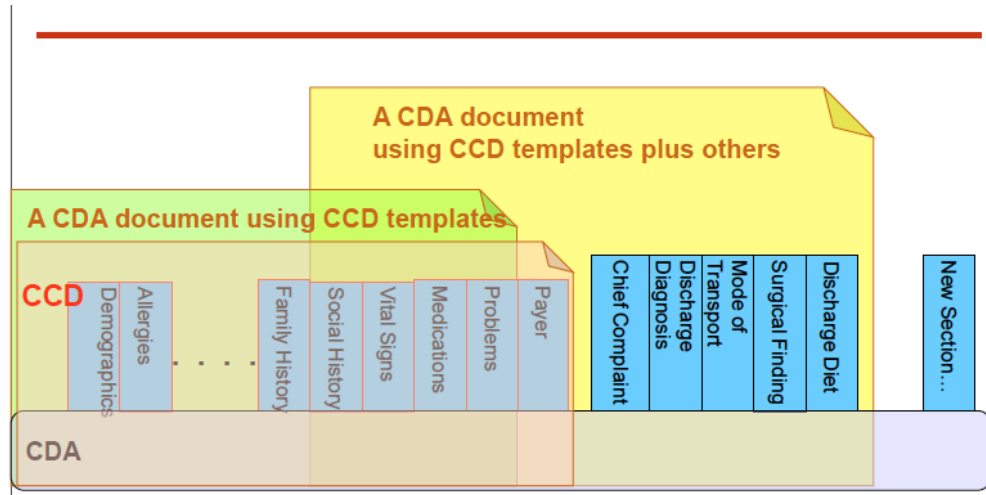 A CDA document
using CCD templates plus others
A CDA document using CCD templates
CCD
Demographics
Allergies
. . . .
Family History
Social History
Vital Signs
Medications
Problems
Payer
Chief Complaint
Discharge
Diagnosis
Mode of
Transport
Surgical Finding
Discharge Diet
New Section...
CDA